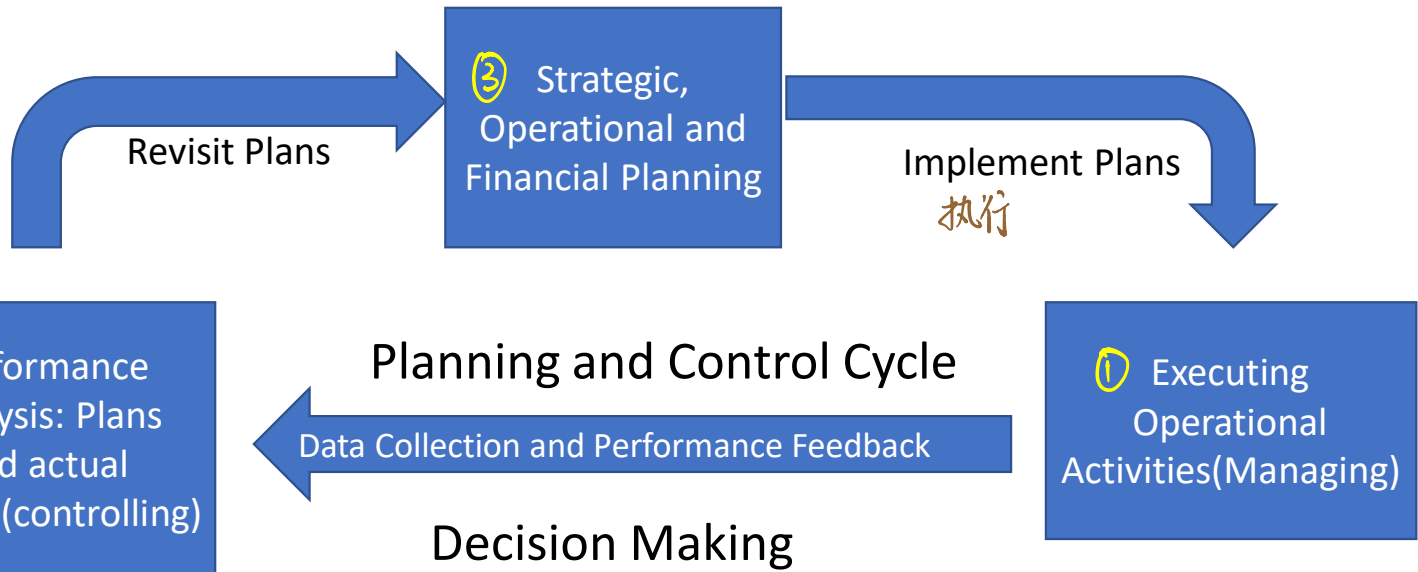 ③ Strategic,
Operational and
Financial Planning
Revisit Plans
Implement Plans
执行
Planning and Control Cycle
Data Collection and Performance Feedback
Decision Making
① Executing
Operational
Activities(Managing)
formance
ysis: Plans
d actual
(controlling)